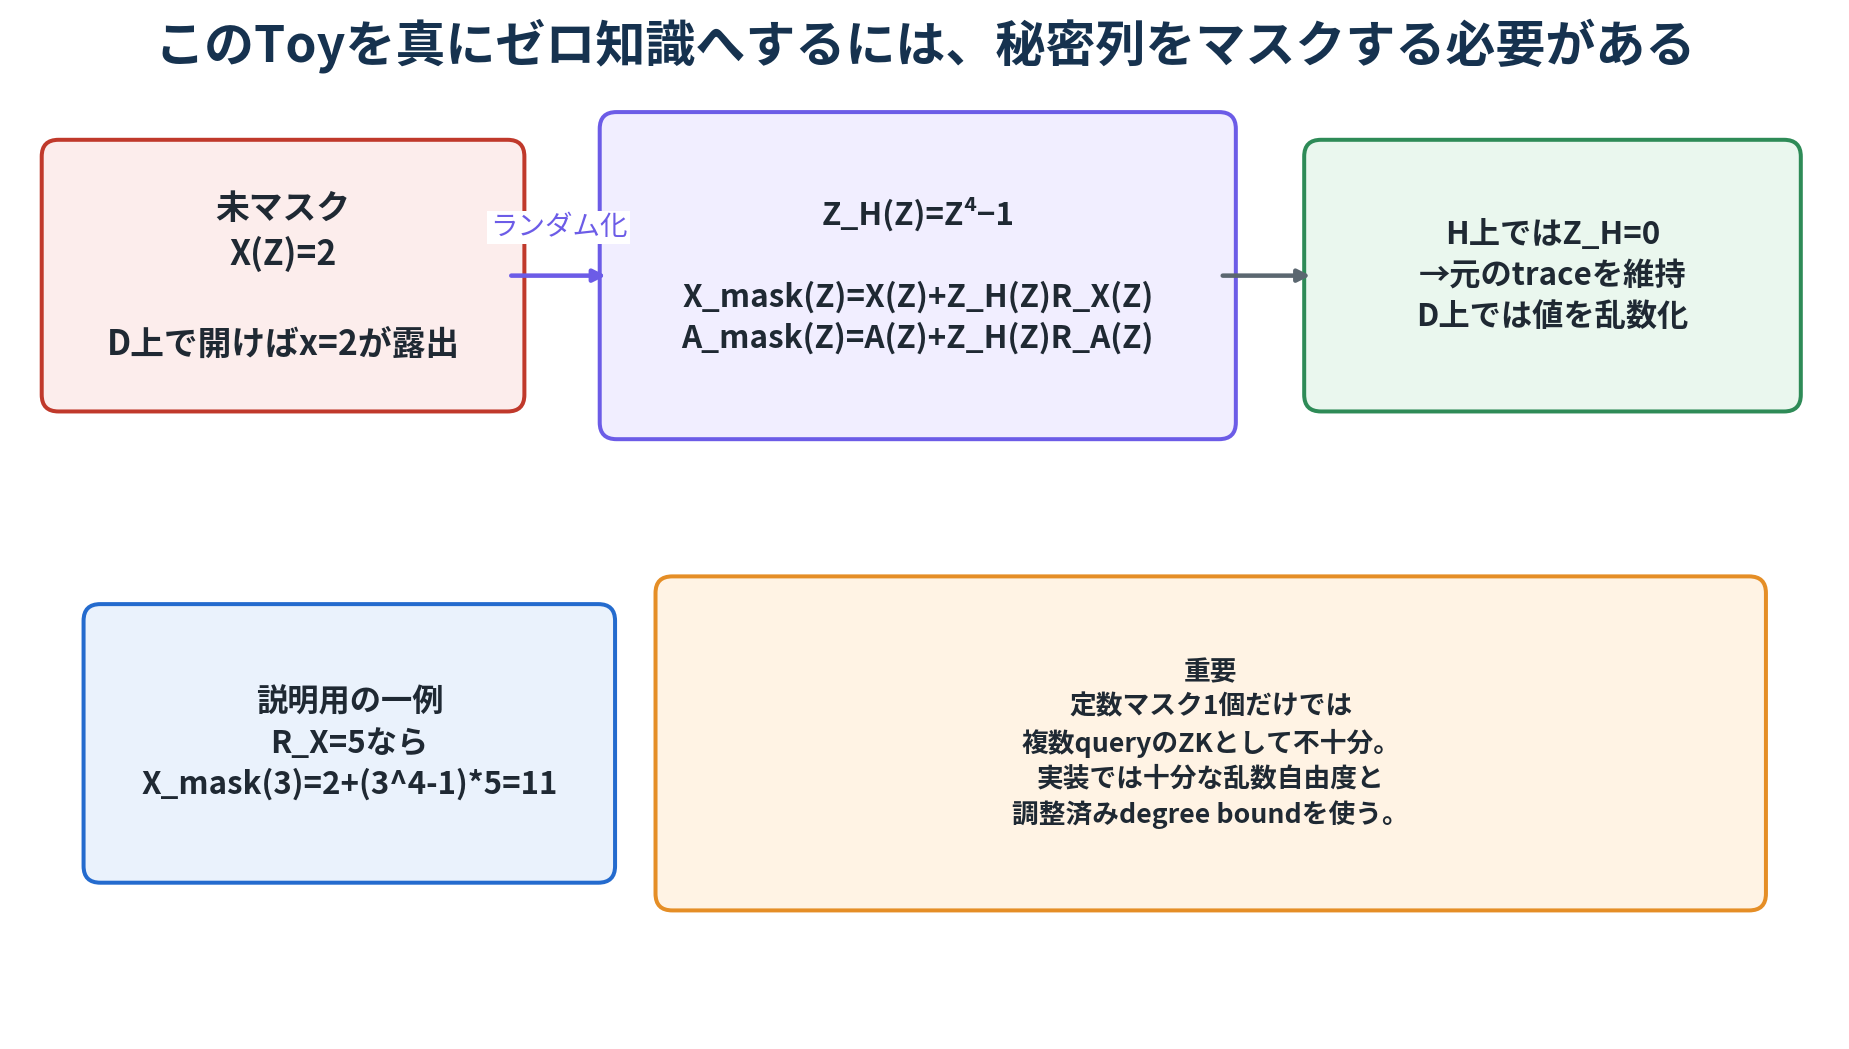 このToyを真にゼロ知識へするには、秘密列をマスクする必要がある
未マスク
X(Z)=2
D上で開けばx=2が露出
ランダム化
Z_H(Z)=Z⁴−1
X_mask(Z)=X(Z)+Z_H(Z)R_X(Z)
A_mask(Z)=A(Z)+Z_H(Z)R_A(Z)
H上ではZ_H=0
→元のtraceを維持
D上では値を乱数化
説明用の一例
R_X=5なら
X_mask(3)=2+(3^4-1)*5=11
重要
定数マスク1個だけでは
複数queryのZKとして不十分。
実装では十分な乱数自由度と
調整済みdegree boundを使う。